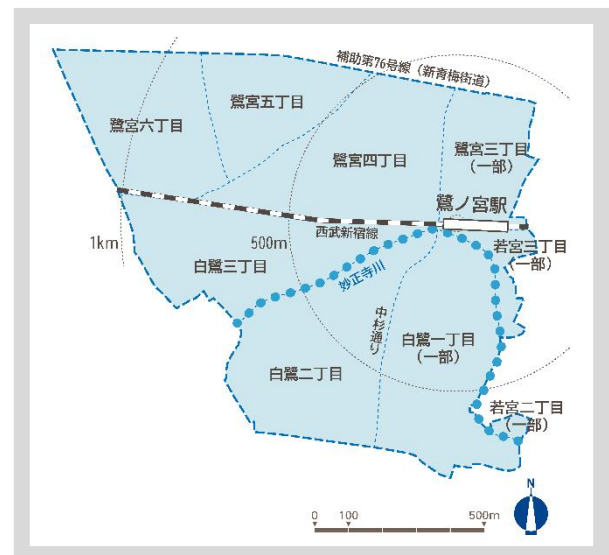 補助第76号線（新青梅街道）
鷺宮五丁目
鷺宮六丁目
鷺宮四丁目
鷺宮三丁目
（一部）
鷺ノ宮駅
1km
500m
西武新宿線
若宮三丁目
（一部）
白鷺三丁目
妙正寺川
中杉通り
白鷺一丁目
（一部）
白鷺二丁目
若宮二丁目
（一部）
N
0 100 500m